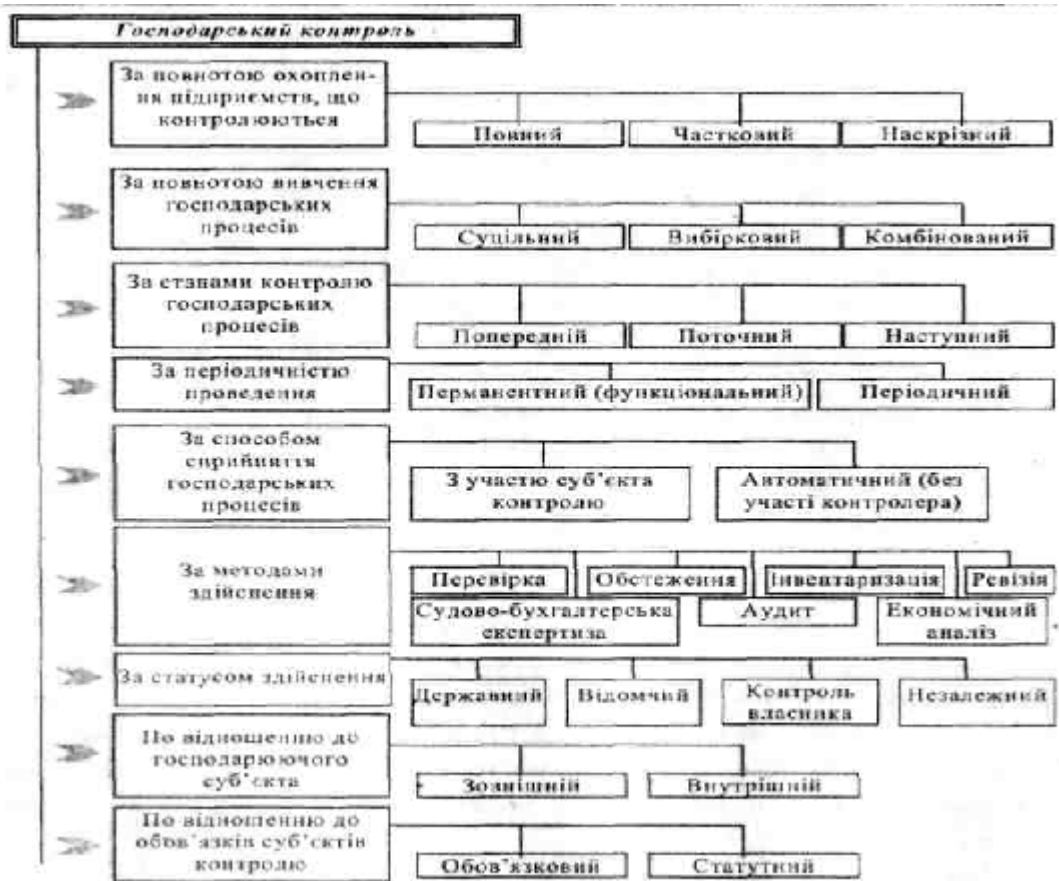 Господарський контроль
За повнотою охоплен-
ня підприємств, що
контролюються
Повний
Частковий
Наскрізний
За повнотою вивчення
господарських
процесів
Суцільний
Вибірковий
Комбінований
За етапами контролю
господарських
процесів
Попередній
Поточний
Наступний
За періодичністю
проведення
Перманентний (функціональний)
Періодичний
За способом
сприйняття
господарських
процесів
З участю суб'єкта
контролю
Автоматичний (без
участі контролера)
За методами
здійснення
Перевірка
Обстеження
Інвентаризація
Ревізія
Судово-бухгалтерська
експертиза
Аудит
Економічний
аналіз
За статусом здійснення
Державний
Відомчий
Контроль
власника
Незалежний
По відношенню до
господарюючого
суб'єкта
Зовнішній
Внутрішній
По відношенню до
обов'язків суб'єктів
контролю
Обов'язковий
Статутний